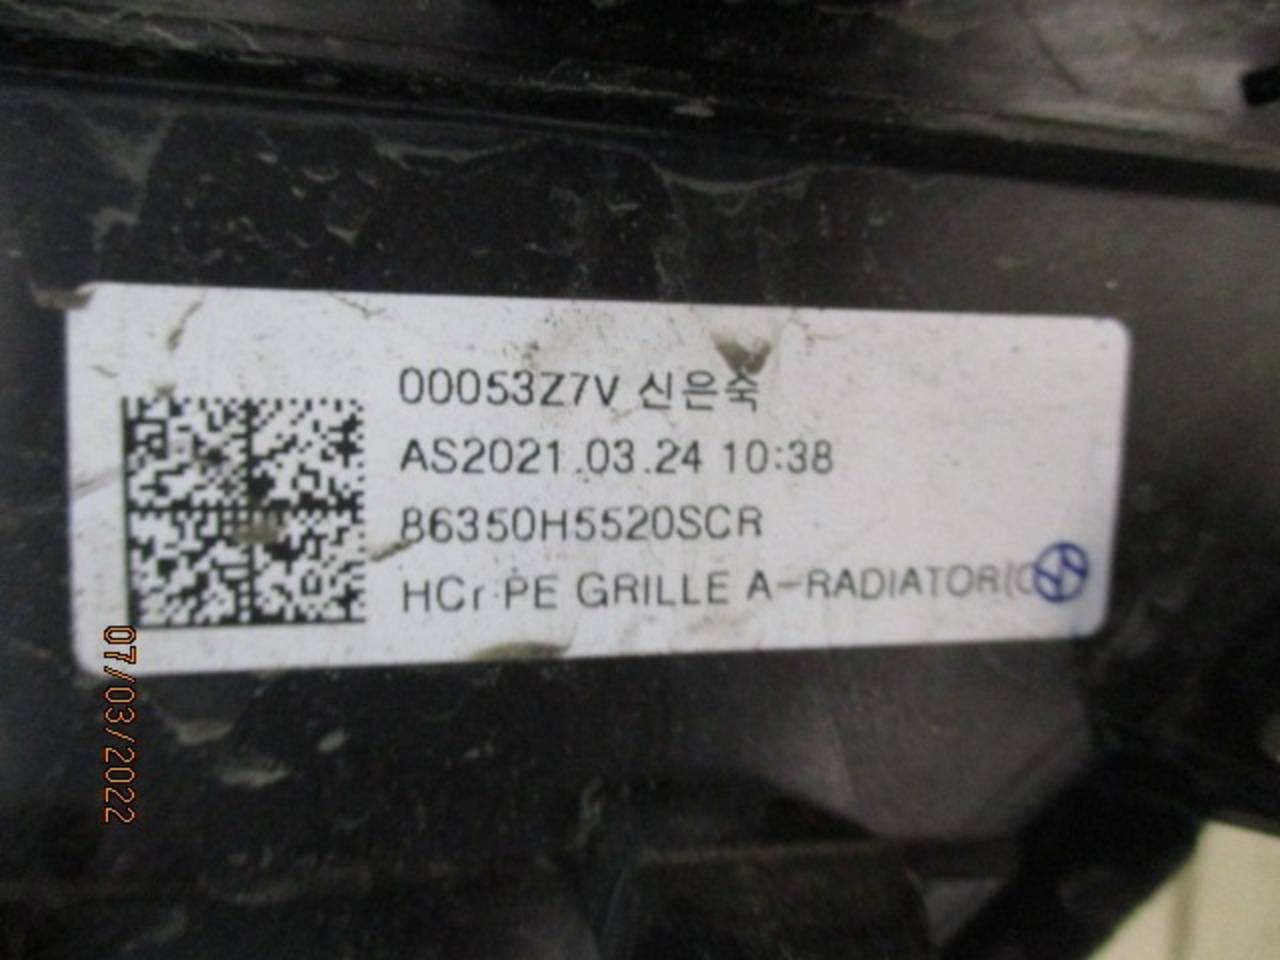 00053Z7V 신은숙
AS2021.03.24 10:38
86350H5520SCR
HCr PE GRILLE A-RADIATOR(C
07/03/2022